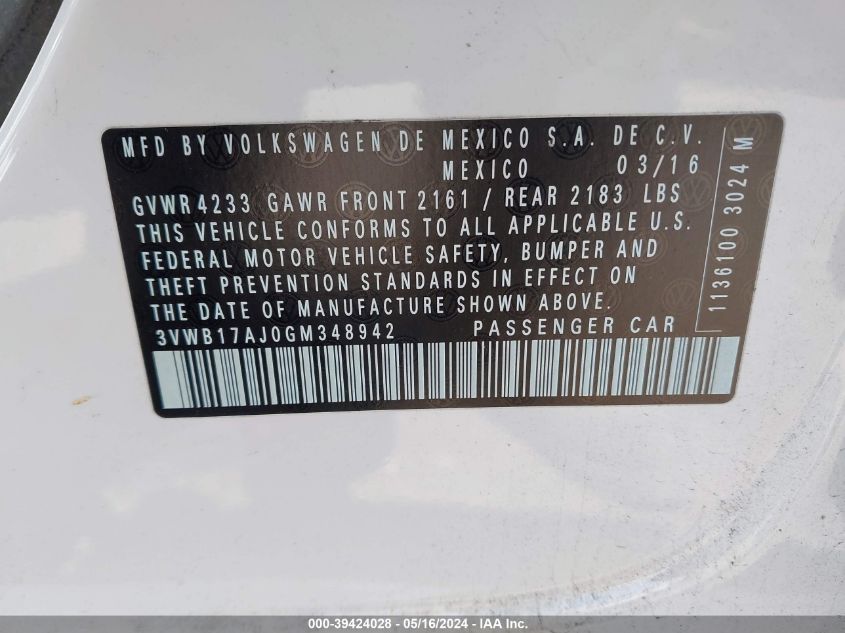 MFD BY VOLKSWAGEN DE MEXICO S.A. DE C.V.
MEXICO 03/16
GVWR 4233 GAWR FRONT 2161 / REAR 2183 LBS
THIS VEHICLE CONFORMS TO ALL APPLICABLE U.S.
FEDERAL MOTOR VEHICLE SAFETY, BUMPER AND
THEFT PREVENTION STANDARDS IN EFFECT ON
THE DATE OF MANUFACTURE SHOWN ABOVE.
3VWB17AJ0GM348942 PASSENGER CAR
1136100 3024 M
000-39424028 - 05/16/2024 - IAA Inc.